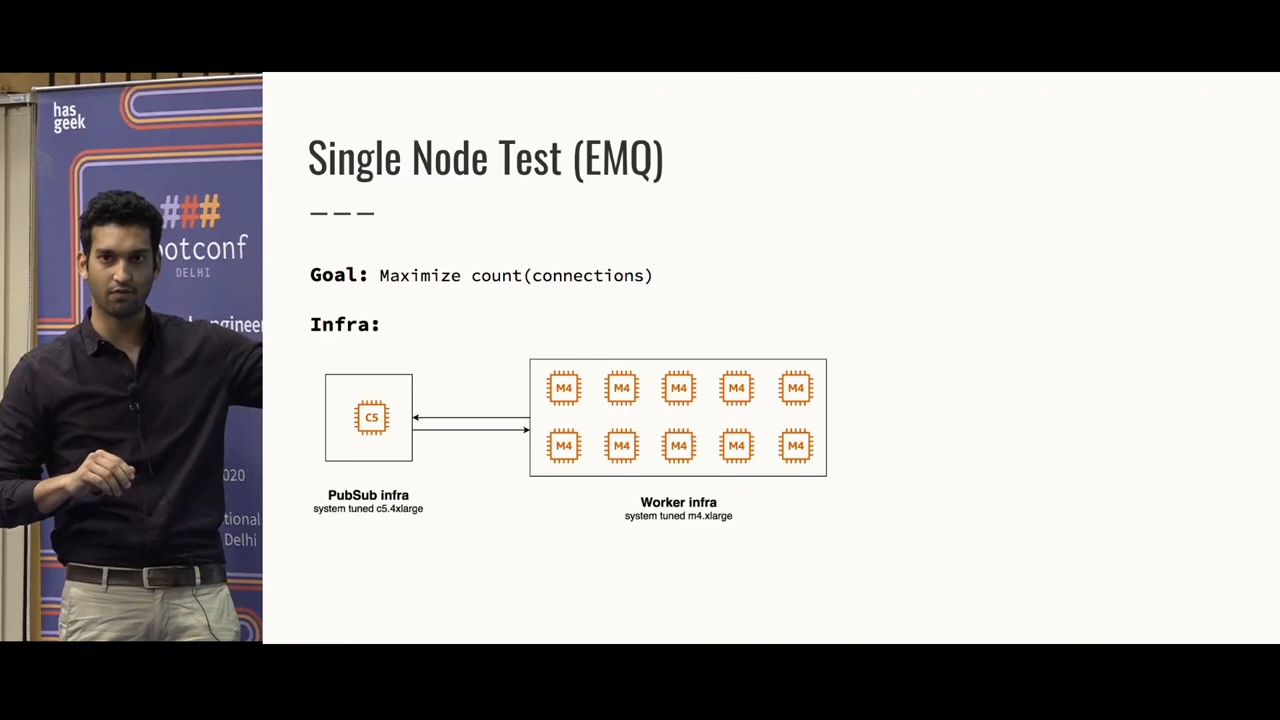 has
geek
###
otconf
DELHI
enginee
020
tional
Delhi
Single Node Test (EMQ)
Goal: Maximize count(connections)
Infra:
C5
M4 M4 M4 M4 M4
M4 M4 M4 M4 M4
PubSub infra
system tuned c5.4xlarge
Worker infra
system tuned m4.xlarge